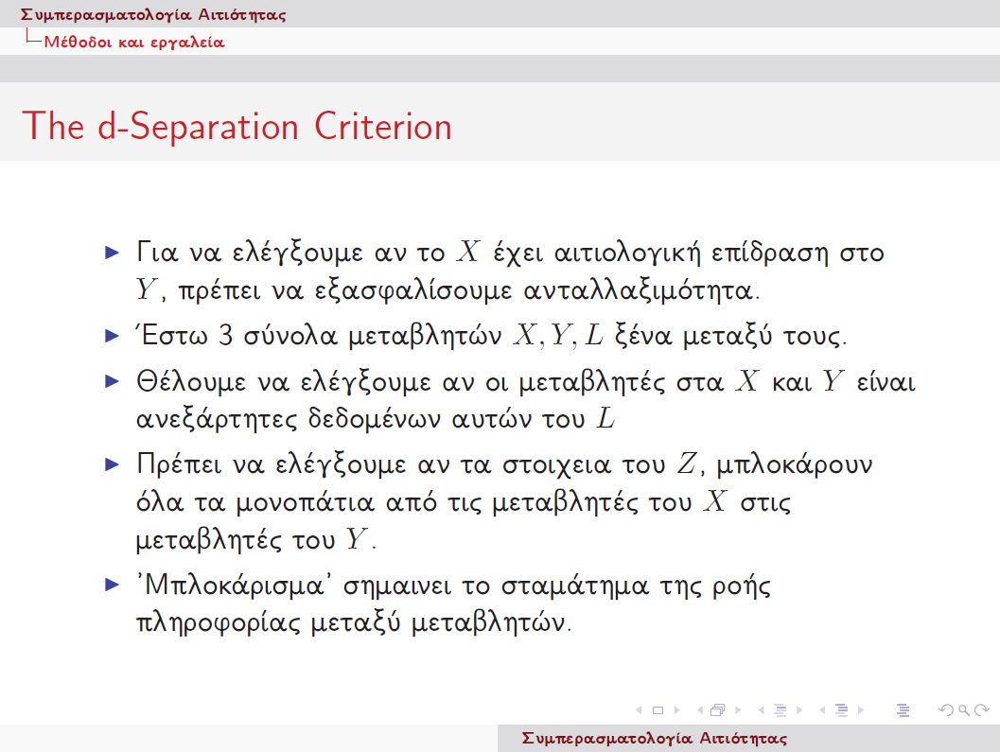 Συμπερασματολογία Αιτιότητας
Μέθοδοι και εργαλεία
The d-Separation Criterion
Για να ελέγξουμε αν το X έχει αιτιολογική επίδραση στο
Y, πρέπει να εξασφαλίσουμε ανταλλαξιμότητα.
Έστω 3 σύνολα μεταβλητών X, Y, L ξένα μεταξύ τους.
Θέλουμε να ελέγξουμε αν οι μεταβλητές στα X και Y είναι
ανεξάρτητες δεδομένων αυτών του L
Πρέπει να ελέγξουμε αν τα στοιχεια του Z, μπλοκάρουν
όλα τα μονοπάτια από τις μεταβλητές του X στις
μεταβλητές του Y.
’Μπλοκάρισμα’ σημαινει το σταμάτημα της ροής
πληροφορίας μεταξύ μεταβλητών.
Συμπερασματολογία Αιτιότητας